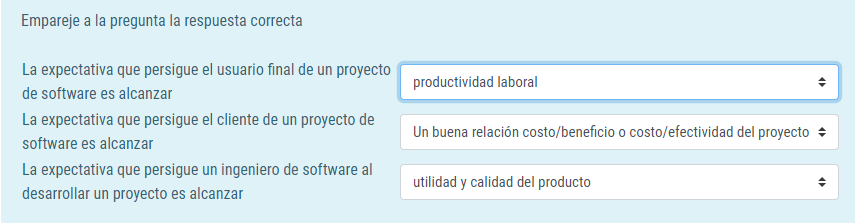 Empareje a la pregunta la respuesta correcta
La expectativa que persigue el usuario final de un proyecto
de software es alcanzar
productividad laboral
La expectativa que persigue el cliente de un proyecto de
software es alcanzar
Un buena relación costo/beneficio o costo/efectividad del proyecto
La expectativa que persigue un ingeniero de software al
desarrollar un proyecto es alcanzar
utilidad y calidad del producto